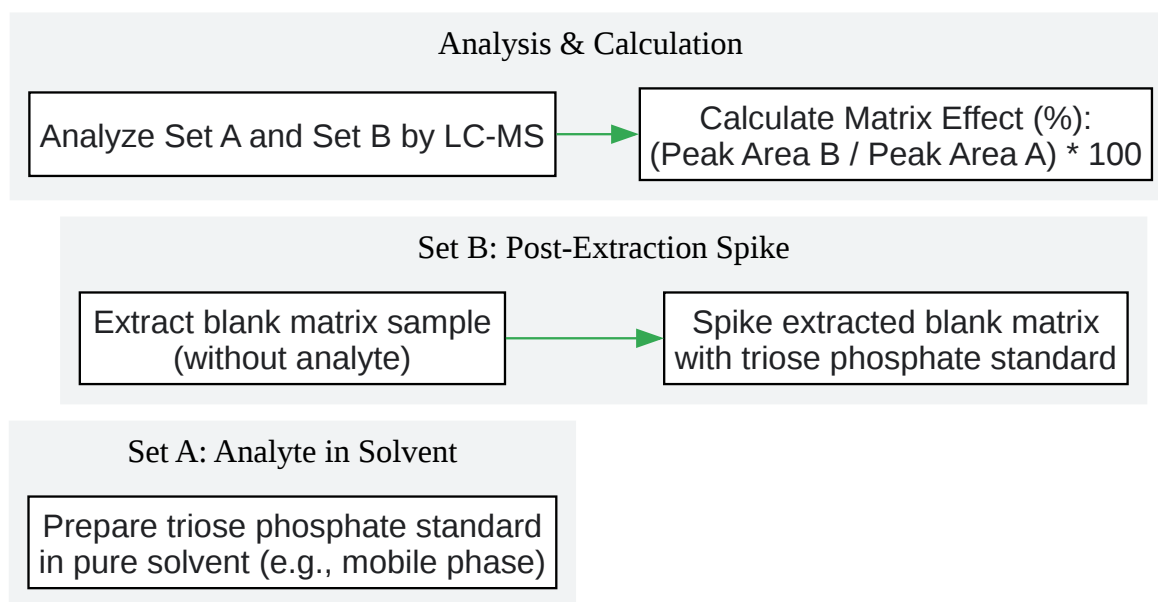 Analysis & Calculation
Analyze Set A and Set B by LC-MS
Calculate Matrix Effect (%):
(Peak Area B / Peak Area A) * 100
Set B: Post-Extraction Spike
Extract blank matrix sample
(without analyte)
Spike extracted blank matrix
with triose phosphate standard
Set A: Analyte in Solvent
Prepare triose phosphate standard
in pure solvent (e.g., mobile phase)